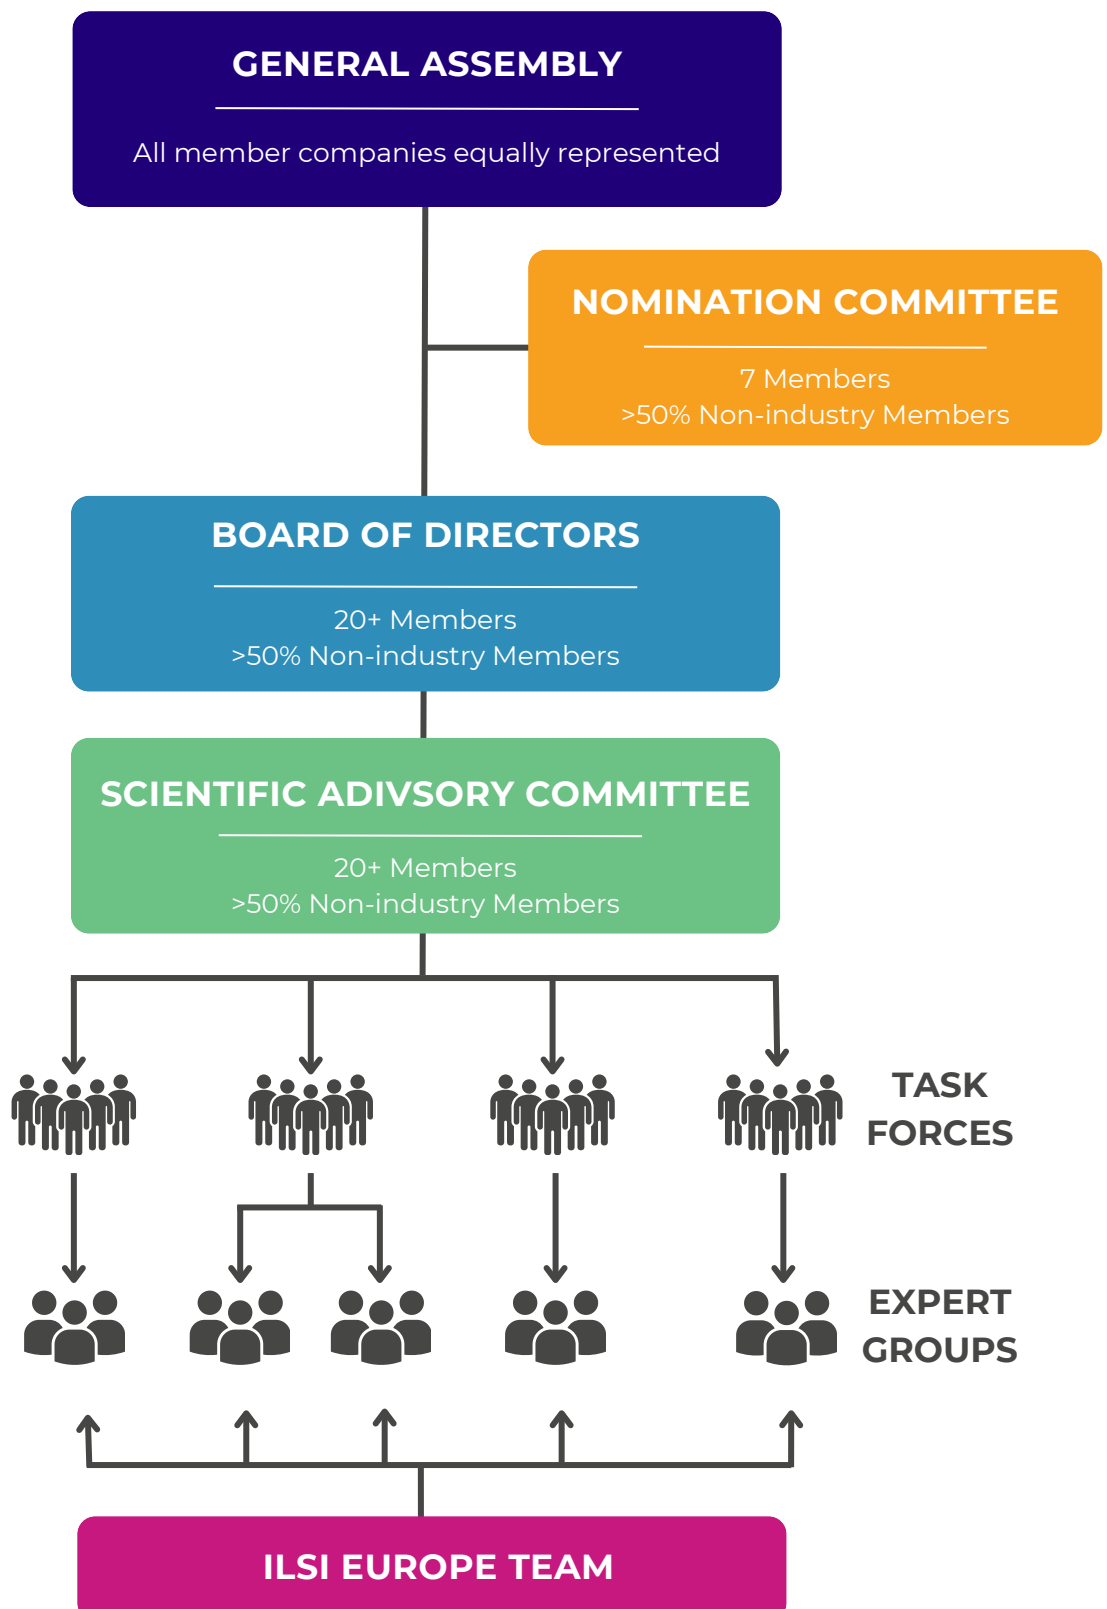 GENERAL ASSEMBLY
All member companies equally represented
NOMINATION COMMITTEE
7 Members
>50% Non-industry Members
BOARD OF DIRECTORS
20+ Members
>50% Non-industry Members
SCIENTIFIC ADIVSORY COMMITTEE
20+ Members
>50% Non-industry Members
TASK
FORCES
EXPERT
GROUPS
ILSI EUROPE TEAM